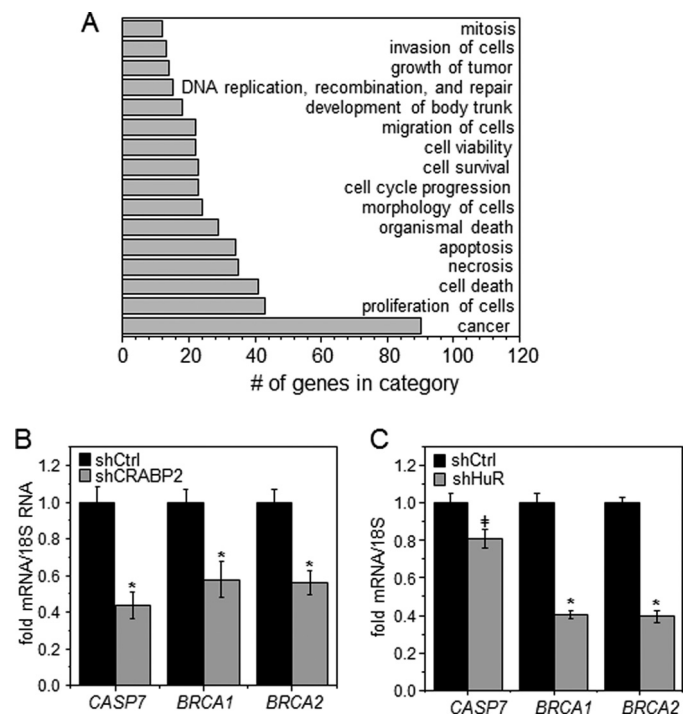 A
mitosis
invasion of cells
growth of tumor
DNA replication, recombination, and repair
development of body trunk
migration of cells
cell viability
cell survival
cell cycle progression
morphology of cells
organismal death
apoptosis
necrosis
cell death
proliferation of cells
cancer
0 20 40 60 80 100 120
# of genes in category
B
shCtrl
shCRABP2
1.2
1.0
0.8
0.6
0.4
0.2
0.0
fold mRNA/18S RNA
* * *
CASP7 BRCA1 BRCA2
C
shCtrl
shHuR
1.2
1.0
0.8
0.6
0.4
0.2
0.0
fold mRNA/18S
ǂ * *
CASP7 BRCA1 BRCA2